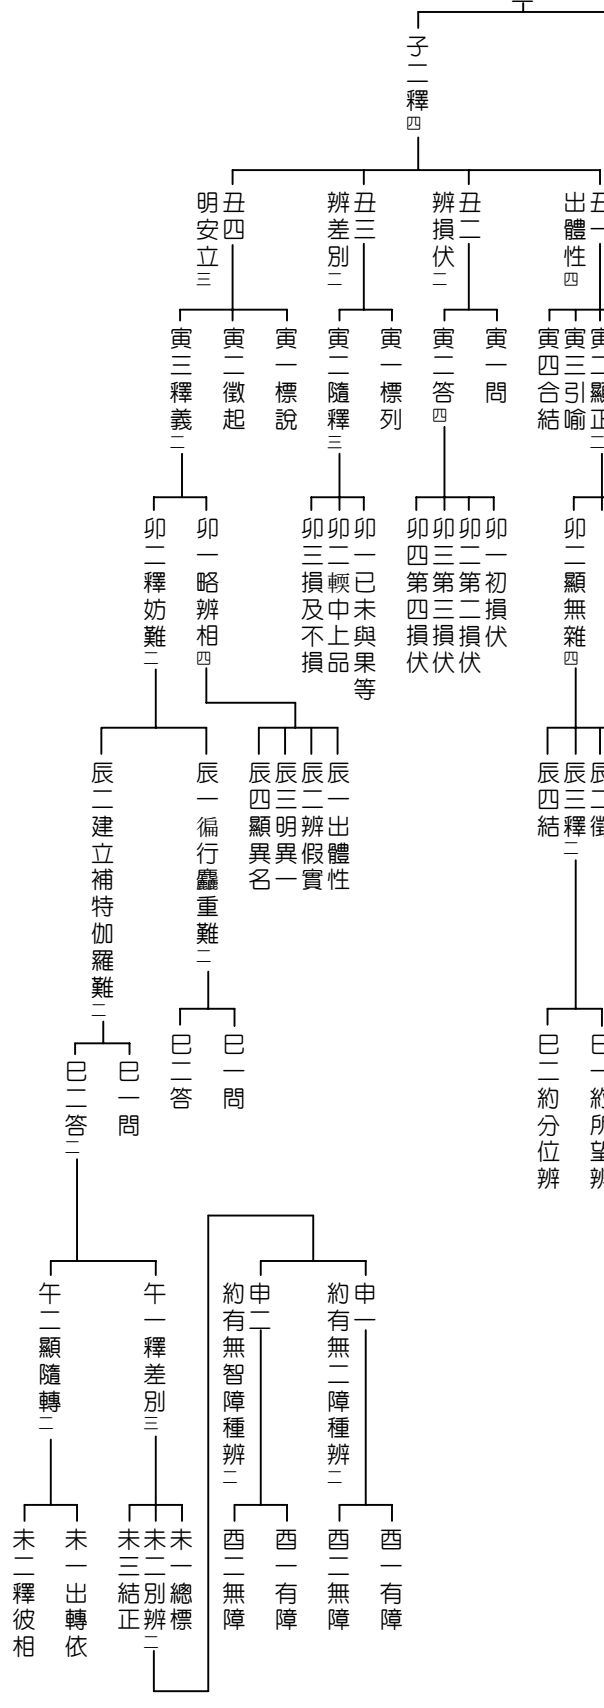 子二釋四
丑一出體性四
丑二辨損伏二
丑三辨差別二
丑四明安立三
寅二顯正二
寅三引喻
寅四合結
寅一問
寅二答四
寅一標列
寅二隨釋三
寅一標說
寅二徵起
寅三釋義二
卯二顯無雜四
卯一初損伏
卯二第二損伏
卯三第三損伏
卯四第四損伏
卯一已未與果等
卯二輭中上品
卯三損及不損
卯一略辨相四
卯二釋妨難二
辰二徵
辰三釋二
辰四結
辰一出體性
辰二辨假實
辰三明異一
辰四顯異名
辰一徧行麤重難二
辰二建立補特伽羅難二
巳一約所望辨
巳二約分位辨
巳一問
巳二答
巳一問
巳二答二
午一釋差別三
午二顯隨轉二
申一約有無二障種辨二
申二約有無智障種辨二
酉一有障
酉二無障
酉一有障
酉二無障
未一總標
未二別辨二
未三結正
未一出轉依
未二釋彼相